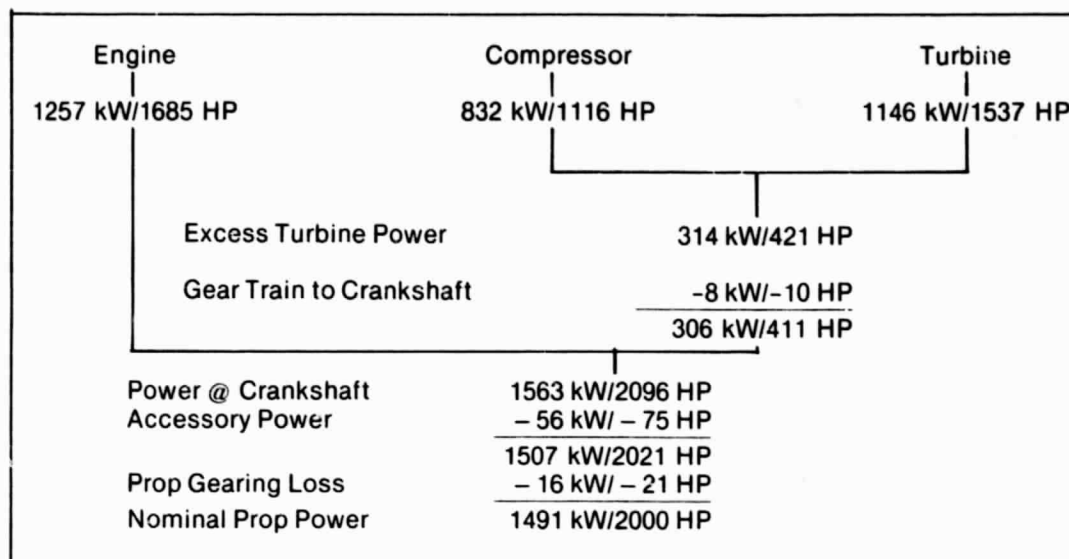 Engine Compressor Turbine
1257 kW/1685 HP 832 kW/1116 HP 1146 kW/1537 HP
Excess Turbine Power 314 kW/421 HP
Gear Train to Crankshaft -8 kW/-10 HP
306 kW/411 HP
Power @ Crankshaft 1563 kW/2096 HP
Accessory Power - 56 kW/ - 75 HP
1507 kW/2021 HP
Prop Gearing Loss - 16 kW/ - 21 HP
Nominal Prop Power 1491 kW/2000 HP